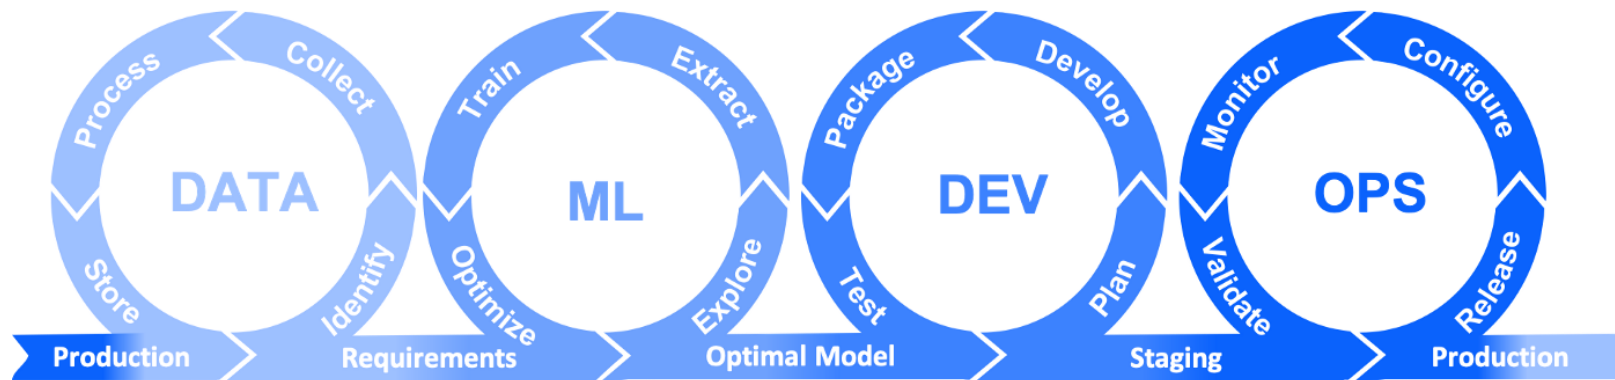 Process
Collect
Store
Identify
DATA
Train
Extract
Optimize
Explore
ML
Package
Develop
Test
Plan
DEV
Monitor
Configure
Validate
Release
OPS
Production
Requirements
Optimal Model
Staging
Production